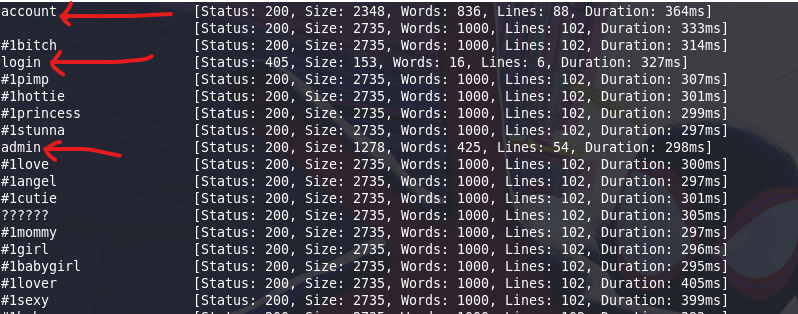 account [Status: 200, Size: 2348, Words: 836, Lines: 88, Duration: 364ms]
[Status: 200, Size: 2735, Words: 1000, Lines: 102, Duration: 333ms]
#1bitch [Status: 200, Size: 2735, Words: 1000, Lines: 102, Duration: 314ms]
login [Status: 405, Size: 153, Words: 16, Lines: 6, Duration: 327ms]
#1pimp [Status: 200, Size: 2735, Words: 1000, Lines: 102, Duration: 307ms]
#1hottie [Status: 200, Size: 2735, Words: 1000, Lines: 102, Duration: 301ms]
#1princess [Status: 200, Size: 2735, Words: 1000, Lines: 102, Duration: 299ms]
#1stunna [Status: 200, Size: 2735, Words: 1000, Lines: 102, Duration: 297ms]
admin [Status: 200, Size: 1278, Words: 425, Lines: 54, Duration: 298ms]
#1love [Status: 200, Size: 2735, Words: 1000, Lines: 102, Duration: 300ms]
#1angel [Status: 200, Size: 2735, Words: 1000, Lines: 102, Duration: 297ms]
#1cutie [Status: 200, Size: 2735, Words: 1000, Lines: 102, Duration: 301ms]
?????? [Status: 200, Size: 2735, Words: 1000, Lines: 102, Duration: 305ms]
#1mommy [Status: 200, Size: 2735, Words: 1000, Lines: 102, Duration: 297ms]
#1girl [Status: 200, Size: 2735, Words: 1000, Lines: 102, Duration: 296ms]
#1babygirl [Status: 200, Size: 2735, Words: 1000, Lines: 102, Duration: 295ms]
#1lover [Status: 200, Size: 2735, Words: 1000, Lines: 102, Duration: 405ms]
#1sexy [Status: 200, Size: 2735, Words: 1000, Lines: 102, Duration: 399ms]